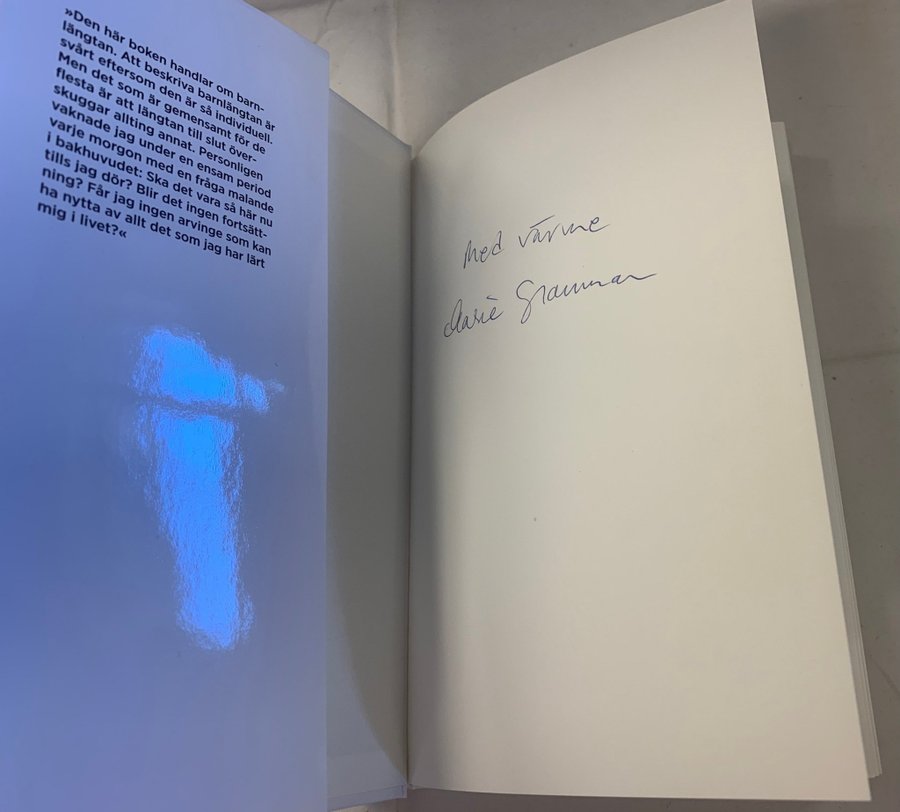 »Den här boken handlar om barn-
längtan. Att beskriva barnlängtan är
svårt eftersom den är så individuell.
Men det som är gemensamt för de
flesta är att längtan till slut över-
skuggar allting annat. Personligen
vaknade jag under en ensam period
varje morgon med en fråga malande
i bakhuvudet: Ska det vara så här nu
tills jag dör? Blir det ingen fortsätt-
ning? Får jag ingen arvinge som kan
ha nytta av allt det som jag har lärt
mig i livet?«
Med värme